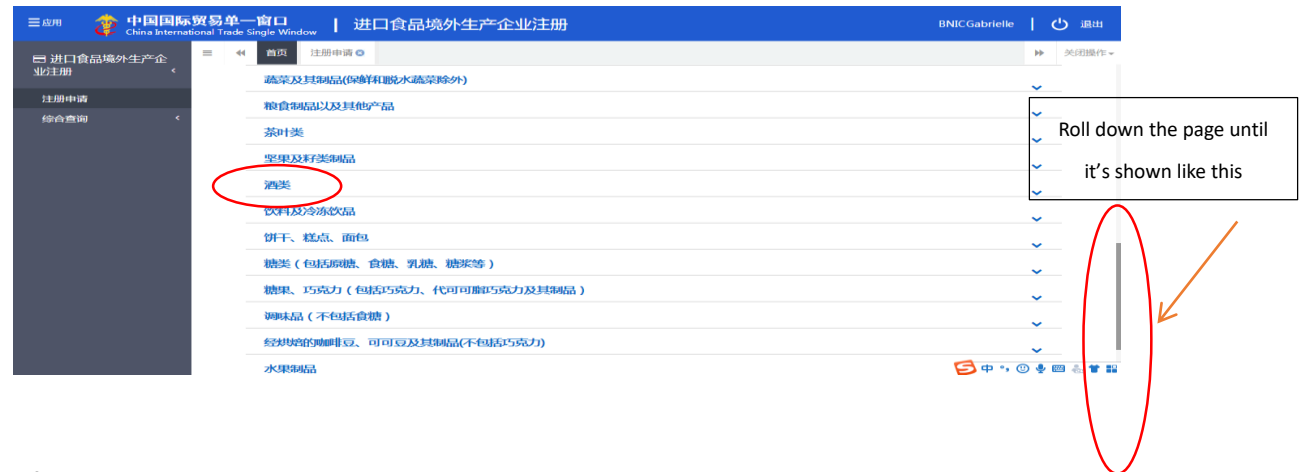 应用
中国国际贸易单一窗口
China International Trade Single Window
进口食品境外生产企业注册
BNICGabrielle
退出
进口食品境外生产企
业注册
首页
注册申请
关闭操作
注册申请
综合查询
蔬菜及其制品(保鲜和脱水蔬菜除外)
粮食制品以及其他产品
茶叶类
坚果及籽类制品
酒类
饮料及冷冻饮品
饼干、糕点、面包
糖类（包括原糖、食糖、乳糖、糖浆等）
糖果、巧克力（包括巧克力、代可可脂巧克力及其制品）
调味品（不包括食糖）
经烘焙的咖啡豆、可可豆及其制品(不包括巧克力)
水果制品
中
Roll down the page until
it’s shown like this